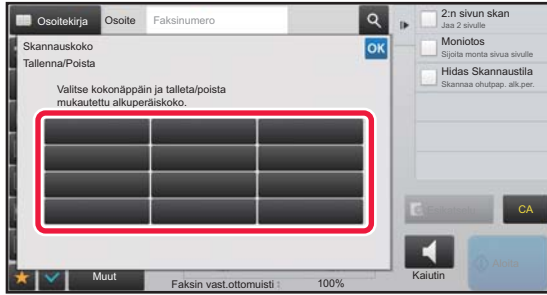 Osoitekirja
Osoite
Faksinumero
Skannauskoko
OK
Tallenna/Poista
Valitse kokonäppäin ja talleta/poista
mukautettu alkuperäiskoko.
2:n sivun skan
Jaa 2 sivulle
Moniotos
Sijoita monta sivua sivulle
Hidas Skannaustila
Skannaa ohutpap. alk.per.
CA
Muut
Faksin vast.ottomuisti :
100%
Kaiutin